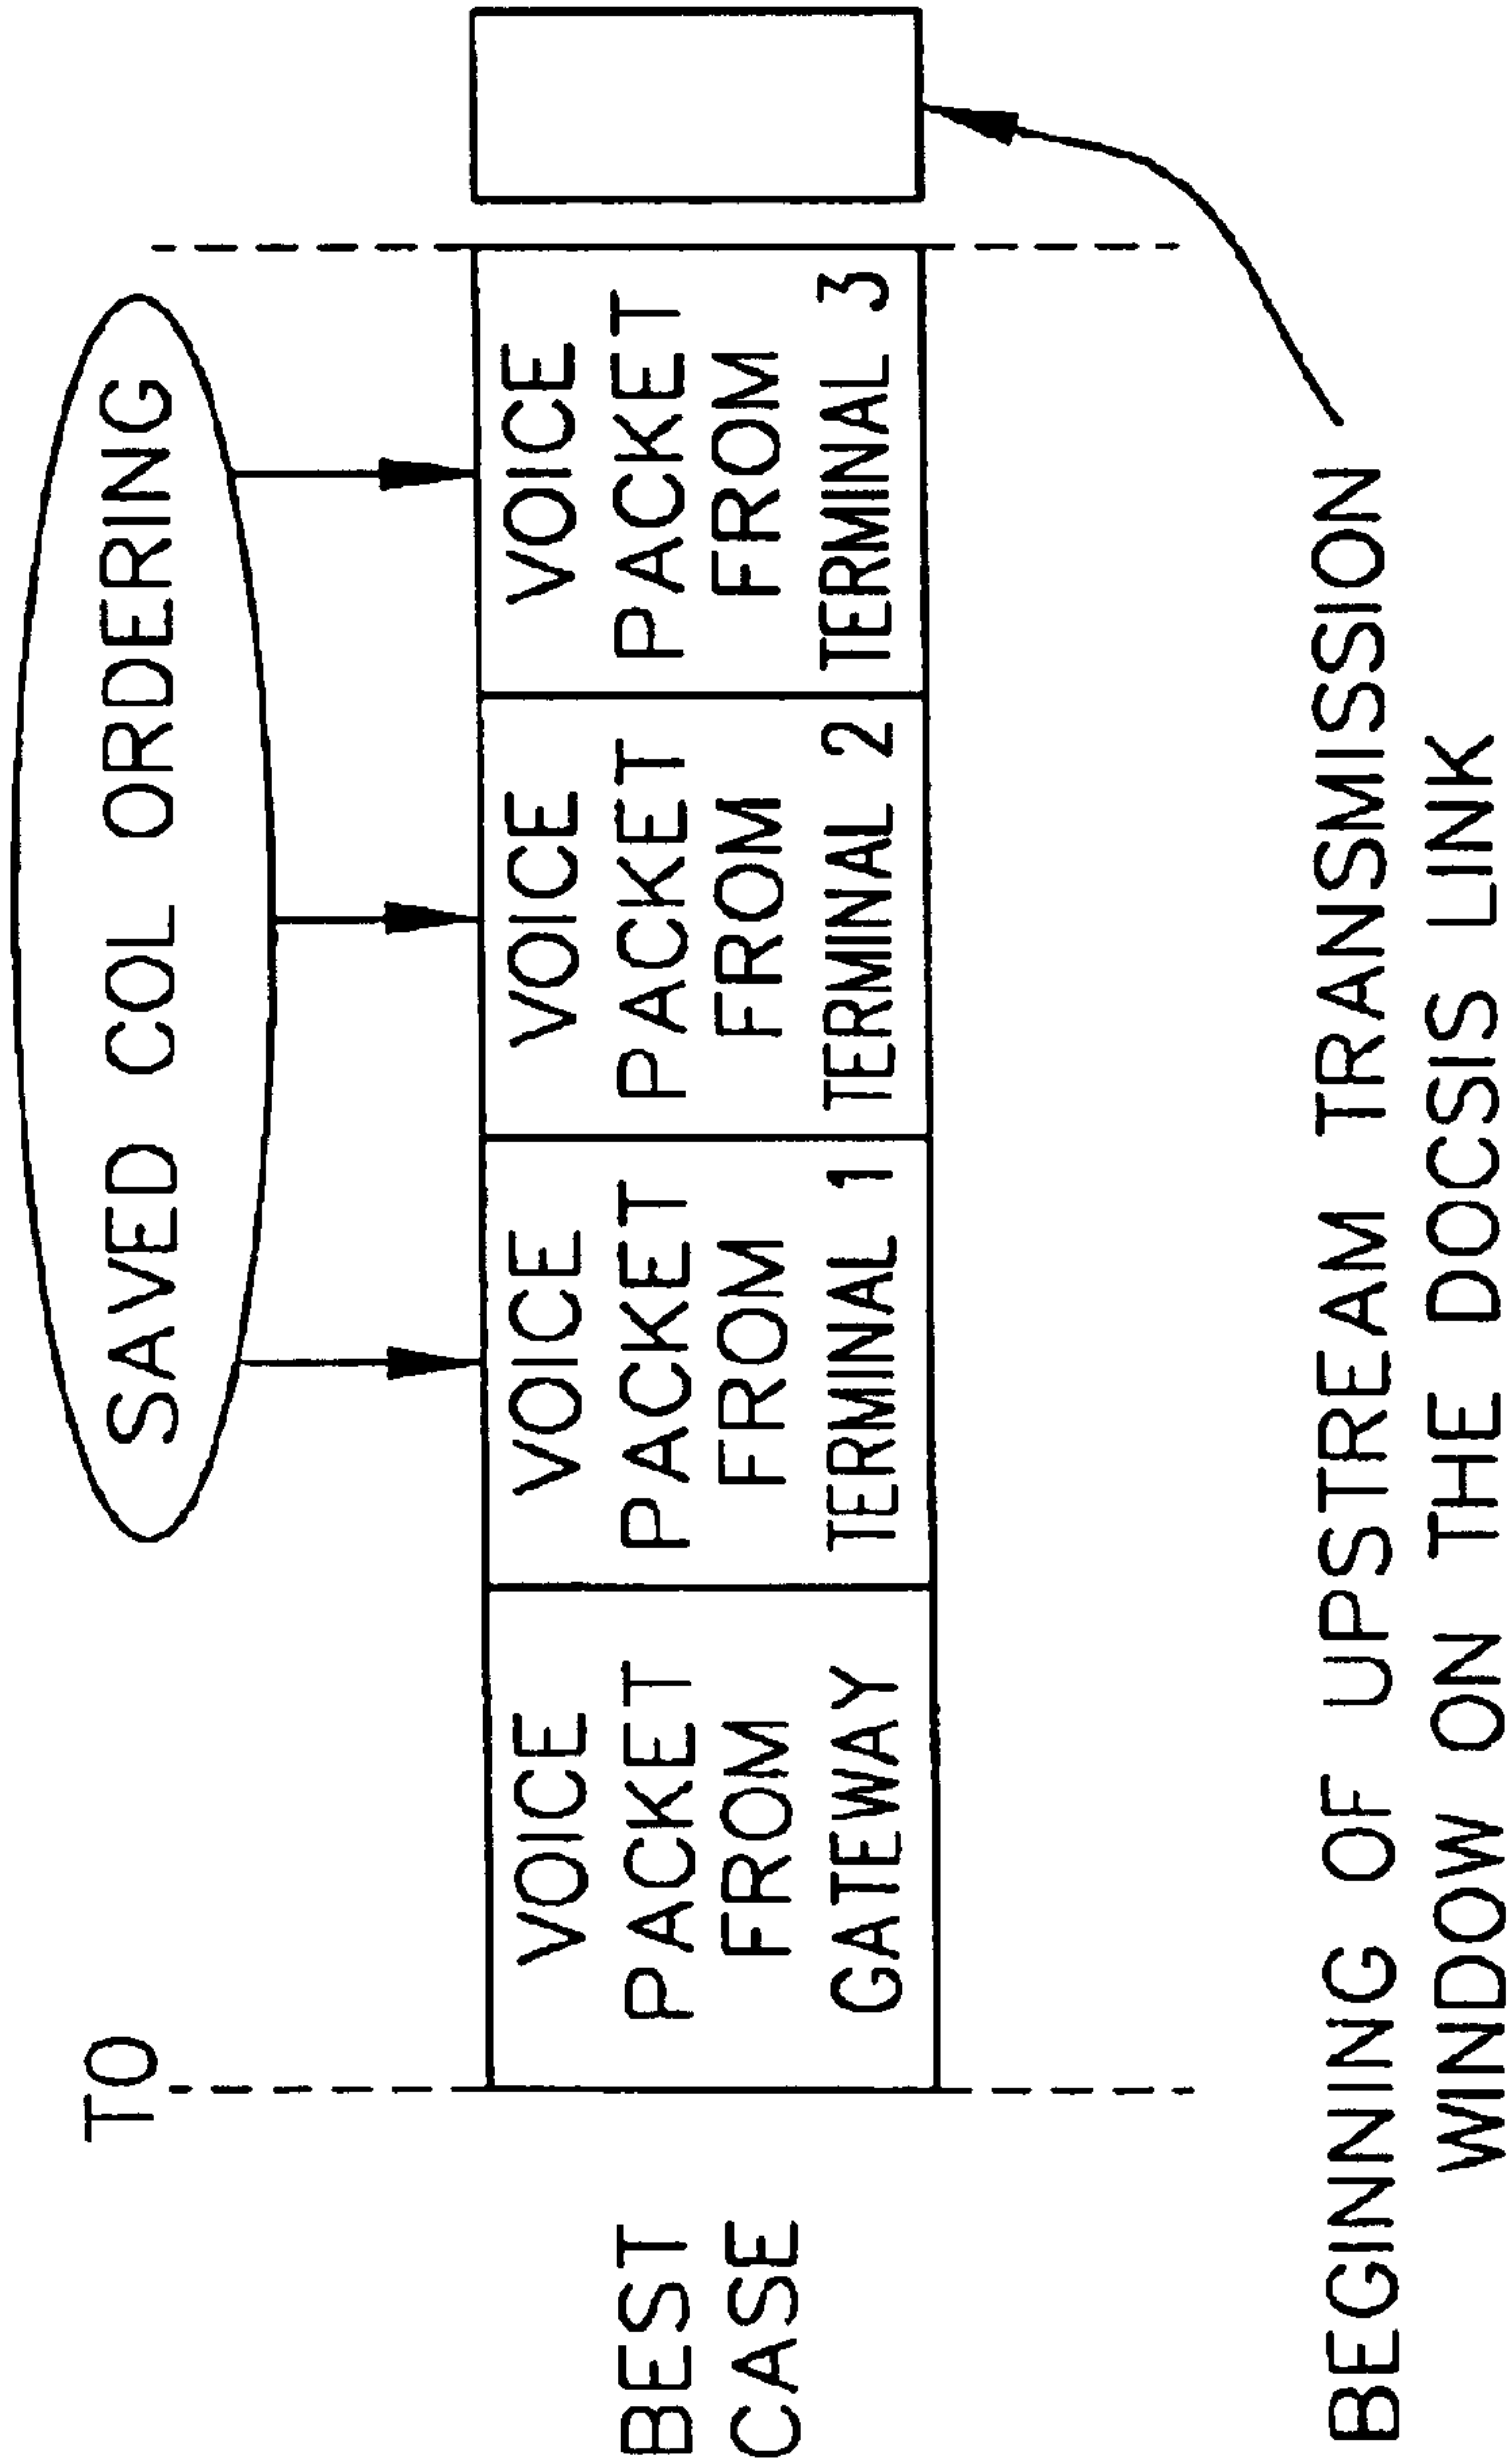 SAVED COL ORDERING
TO
BEST
CASE
VOICE
PACKET
FROM
GATEWAY
VOICE
PACKET
FROM
TERMINAL 1
VOICE
PACKET
FROM
TERMINAL 2
VOICE
PACKET
FROM
TERMINAL 3
BEGINNING OF UPSTREAM TRANSMISSION
WINDOW ON THE DOCSIS LINK